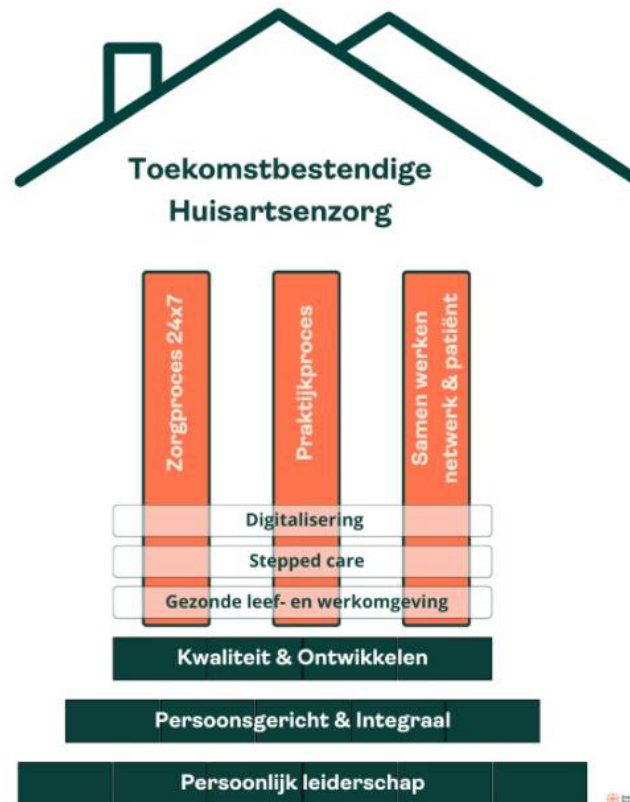 Toekomstbestendige
Huisartsenzorg
Zorgproces 24x7
Praktijkproces
Samen werken
netwerk & patiënt
Digitalisering
Stepped care
Gezonde leef- en werkomgeving
Kwaliteit & Ontwikkelen
Persoonsgericht & Integraal
Persoonlijk leiderschap